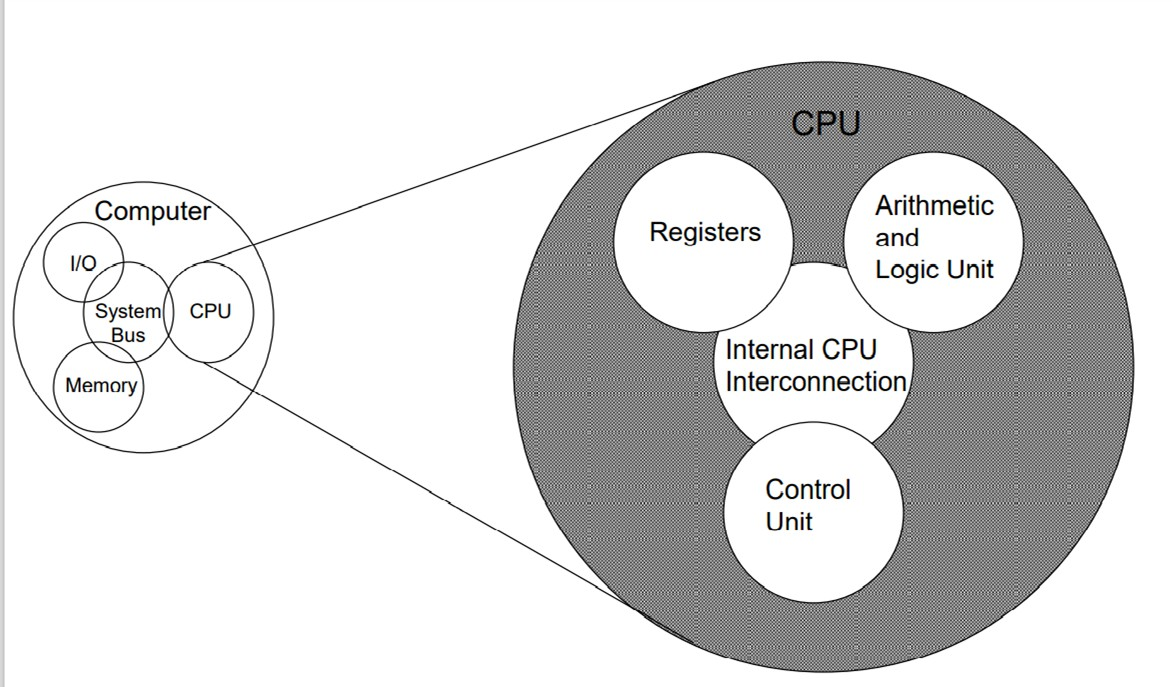 Computer
I/O
System
Bus
CPU
Memory
CPU
Registers
Arithmetic
and
Logic Unit
Internal CPU
Interconnection
Control
Unit